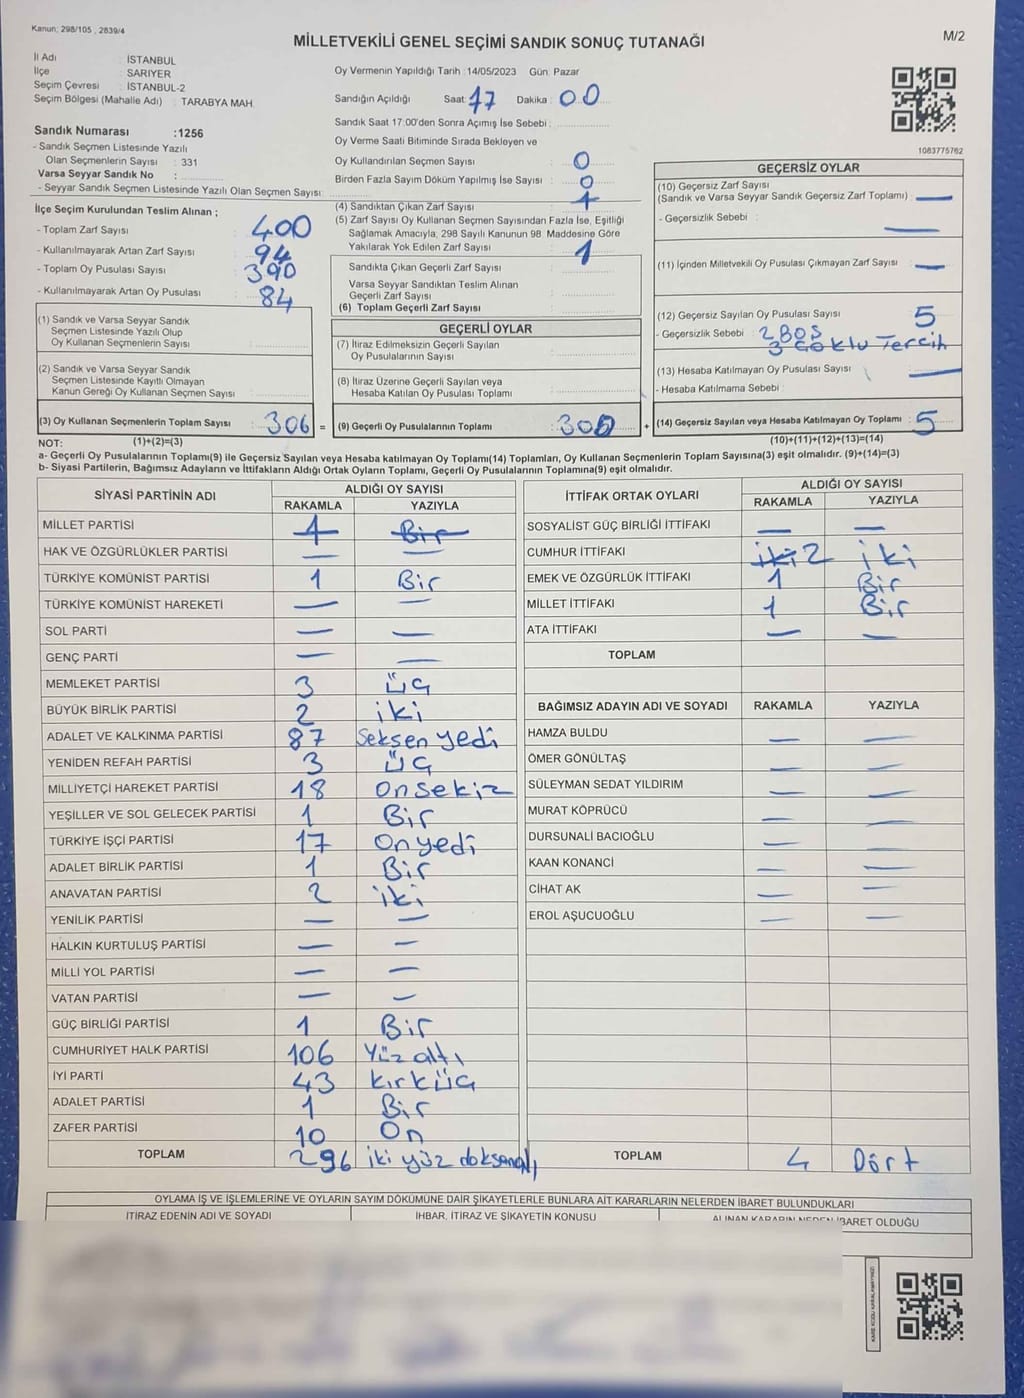 Kanun; 298/105 , 2839/4
MİLLETVEKİLİ GENEL SEÇİMİ SANDIK SONUÇ TUTANAĞI
M/2
İl Adı : İSTANBUL
İlçe : SARIYER
Seçim Çevresi : İSTANBUL-2
Seçim Bölgesi (Mahalle Adı) : TARABYA MAH.
Oy Vermenin Yapıldığı Tarih : 14/05/2023 Gün: Pazar
Sandığın Açıldığı Saat: 17 Dakika: 00
Sandık Saat 17:00'den Sonra Açımış İse Sebebi :
Oy Verme Saati Bitiminde Sırada Bekleyen ve
Oy Kullandırılan Seçmen Sayısı : 0
Birden Fazla Sayım Döküm Yapılmış İse Sayısı : 0
1083775762
Sandık Numarası :1256
- Sandık Seçmen Listesinde Yazılı
Olan Seçmenlerin Sayısı : 331
Varsa Seyyar Sandık No :
- Seyyar Sandık Seçmen Listesinde Yazılı Olan Seçmen Sayısı:
İlçe Seçim Kurulundan Teslim Alınan ;
- Toplam Zarf Sayısı : 400
- Kullanılmayarak Artan Zarf Sayısı : 94
- Toplam Oy Pusulası Sayısı : 390
- Kullanılmayarak Artan Oy Pusulası : 84
(1) Sandık ve Varsa Seyyar Sandık
Seçmen Listesinde Yazılı Olup
Oy Kullanan Seçmenlerin Sayısı :
(2) Sandık ve Varsa Seyyar Sandık
Seçmen Listesinde Kayıtlı Olmayan
Kanun Gereği Oy Kullanan Seçmen Sayısı :
(3) Oy Kullanan Seçmenlerin Toplam Sayısı : 306 =
(4) Sandıktan Çıkan Zarf Sayısı : 1
(5) Zarf Sayısı Oy Kullanan Seçmen Sayısından Fazla İse, Eşitliği
Sağlamak Amacıyla, 298 Sayılı Kanunun 98. Maddesine Göre
Yakılarak Yok Edilen Zarf Sayısı : 1
Sandıkta Çıkan Geçerli Zarf Sayısı :
Varsa Seyyar Sandıktan Teslim Alınan
Geçerli Zarf Sayısı :
(6) Toplam Geçerli Zarf Sayısı :
GEÇERLİ OYLAR
(7) İtiraz Edilmeksizin Geçerli Sayılan
Oy Pusulalarının Sayısı :
(8) İtiraz Üzerine Geçerli Sayılan veya
Hesaba Katılan Oy Pusulası Toplamı :
(9) Geçerli Oy Pusulalarının Toplamı : 300 +
GEÇERSİZ OYLAR
(10) Geçersiz Zarf Sayısı
(Sandık ve Varsa Seyyar Sandık Geçersiz Zarf Toplamı) : —
- Geçersizlik Sebebi : —
(11) İçinden Milletvekili Oy Pusulası Çıkmayan Zarf Sayısı : —
(12) Geçersiz Sayılan Oy Pusulası Sayısı : 5
- Geçersizlik Sebebi : 2 BOŞ
3 Çoklu Tercih
(13) Hesaba Katılmayan Oy Pusulası Sayısı : —
- Hesaba Katılmama Sebebi :
(14) Geçersiz Sayılan veya Hesaba Katılmayan Oy Toplamı : 5
NOT: (1)+(2)=(3)
(10)+(11)+(12)+(13)=(14)
a- Geçerli Oy Pusulalarının Toplamı(9) ile Geçersiz Sayılan veya Hesaba katılmayan Oy Toplamı(14) Toplamları, Oy Kullanan Seçmenlerin Toplam Sayısına(3) eşit olmalıdır. (9)+(14)=(3)
b- Siyasi Partilerin, Bağımsız Adayların ve İttifakların Aldığı Ortak Oyların Toplamı, Geçerli Oy Pusulalarının Toplamına(9) eşit olmalıdır.
SİYASİ PARTİNİN ADI ALDIĞI OY SAYISI
RAKAMLA YAZIYLA
MİLLET PARTİSİ 1 Bir
HAK VE ÖZGÜRLÜKLER PARTİSİ — —
TÜRKİYE KOMÜNİST PARTİSİ 1 Bir
TÜRKİYE KOMÜNİST HAREKETİ — —
SOL PARTİ — —
GENÇ PARTİ — —
MEMLEKET PARTİSİ 3 üç
BÜYÜK BİRLİK PARTİSİ 2 iki
ADALET VE KALKINMA PARTİSİ 87 Seksen yedi
YENİDEN REFAH PARTİSİ 3 üç
MİLLİYETÇİ HAREKET PARTİSİ 18 on sekiz
YEŞİLLER VE SOL GELECEK PARTİSİ 1 Bir
TÜRKİYE İŞÇİ PARTİSİ 17 On yedi
ADALET BİRLİK PARTİSİ 1 Bir
ANAVATAN PARTİSİ 2 iki
YENİLİK PARTİSİ — —
HALKIN KURTULUŞ PARTİSİ — —
MİLLİ YOL PARTİSİ — —
VATAN PARTİSİ — —
GÜÇ BİRLİĞİ PARTİSİ 1 Bir
CUMHURİYET HALK PARTİSİ 106 Yüz altı
İYİ PARTİ 43 kırk üç
ADALET PARTİSİ 1 Bir
ZAFER PARTİSİ 10 On
TOPLAM 296 iki yüz doksanaltı
İTTİFAK ORTAK OYLARI ALDIĞI OY SAYISI
RAKAMLA YAZIYLA
SOSYALİST GÜÇ BİRLİĞİ İTTİFAKI — —
CUMHUR İTTİFAKI iki 2 iki
EMEK VE ÖZGÜRLÜK İTTİFAKI 1 Bir
MİLLET İTTİFAKI 1 Bir
ATA İTTİFAKI — —
TOPLAM
BAĞIMSIZ ADAYIN ADI VE SOYADI RAKAMLA YAZIYLA
HAMZA BULDU — —
ÖMER GÖNÜLTAŞ — —
SÜLEYMAN SEDAT YILDIRIM — —
MURAT KÖPRÜCÜ — —
DURSUNALİ BACIOĞLU — —
KAAN KONANCİ — —
CİHAT AK — —
EROL AŞUCUOĞLU — —
TOPLAM 4 Dört
OYLAMA İŞ VE İŞLEMLERİNE VE OYLARIN SAYIM DÖKÜMÜNE DAİR ŞİKAYETLERLE BUNLARA AİT KARARLARIN NELERDEN İBARET BULUNDUKLARI
İTİRAZ EDENİN ADI VE SOYADI İHBAR, İTİRAZ VE ŞİKAYETİN KONUSU ALINAN KARARIN NEDEN İBARET OLDUĞU
KARE KODU KARALAMAYINIZ!